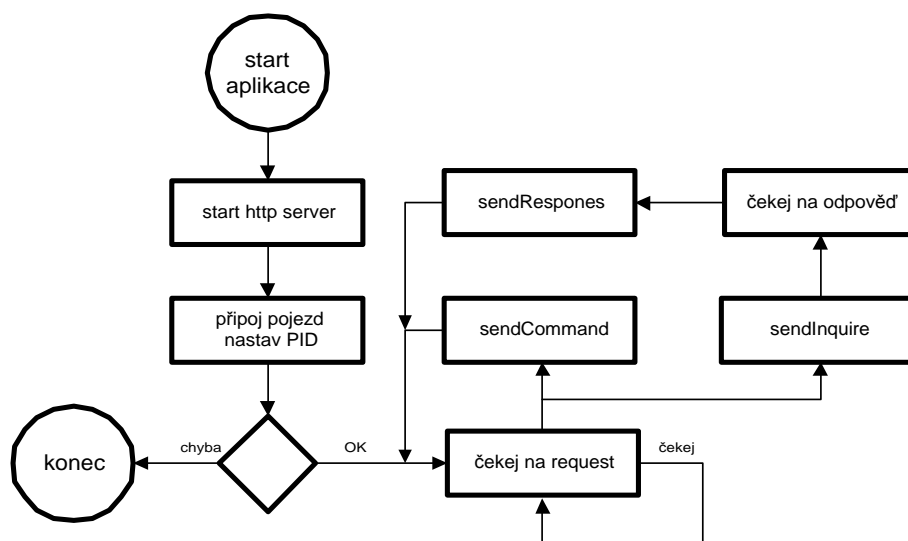 start
aplikace
start http server
sendRespones
čekej na odpověď
připoj pojezd
nastav PID
sendCommand
sendInquire
konec
chyba
OK
čekej na request
čekej